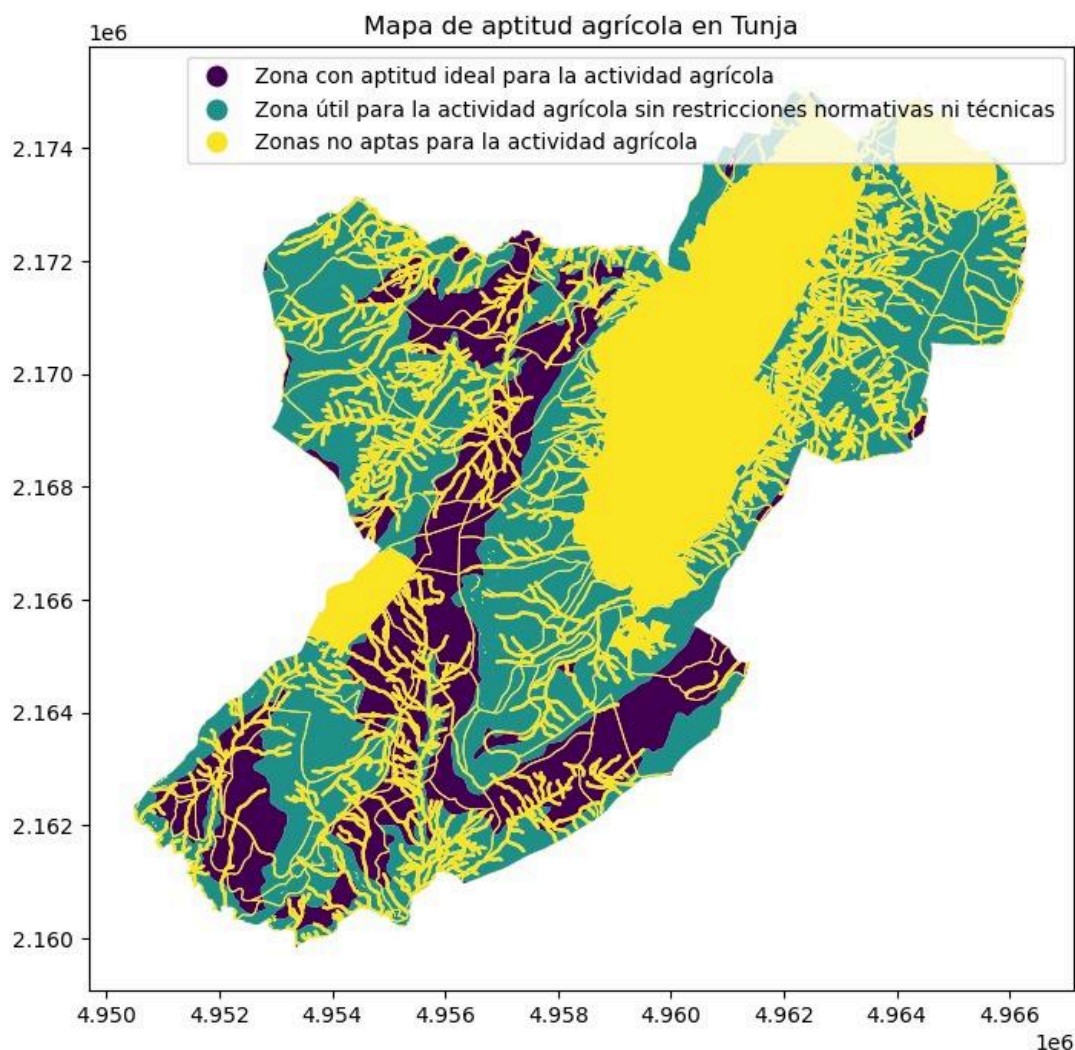 Mapa de aptitud agrícola en Tunja
1e6
Zona con aptitud ideal para la actividad agrícola
Zona útil para la actividad agrícola sin restricciones normativas ni técnicas
Zonas no aptas para la actividad agrícola
2.174
2.172
2.170
2.168
2.166
2.164
2.162
2.160
4.950 4.952 4.954 4.956 4.958 4.960 4.962 4.964 4.966
1e6